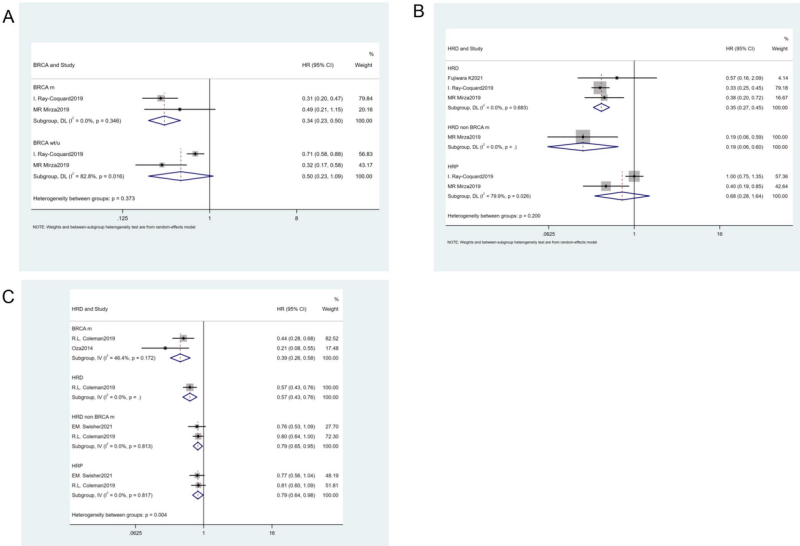 A
%
BRCA and Study HR (95% CI) Weight
BRCA m
I. Ray-Coquard2019 0.31 (0.20, 0.47) 79.84
MR Mirza2019 0.49 (0.21, 1.15) 20.16
Subgroup, DL (I² = 0.0%, p = 0.346) 0.34 (0.23, 0.50) 100.00
BRCA wt/u
I. Ray-Coquard2019 0.71 (0.58, 0.88) 56.83
MR Mirza2019 0.32 (0.17, 0.58) 43.17
Subgroup, DL (I² = 82.8%, p = 0.016) 0.50 (0.23, 1.09) 100.00
Heterogeneity between groups: p = 0.373
.125 1 8
NOTE: Weights and between-subgroup heterogeneity test are from random-effects model
B
%
HRD and Study HR (95% CI) Weight
HRD
Fujiwara K2021 0.57 (0.16, 2.09) 4.14
I. Ray-Coquard2019 0.33 (0.25, 0.45) 79.18
MR Mirza2019 0.38 (0.20, 0.72) 16.67
Subgroup, DL (I² = 0.0%, p = 0.683) 0.35 (0.27, 0.45) 100.00
HRD non BRCA m
MR Mirza2019 0.19 (0.06, 0.59) 100.00
Subgroup, DL (I² = 0.0%, p = .) 0.19 (0.06, 0.60) 100.00
HRP
I. Ray-Coquard2019 1.00 (0.75, 1.35) 57.36
MR Mirza2019 0.40 (0.19, 0.85) 42.64
Subgroup, DL (I² = 79.9%, p = 0.026) 0.68 (0.28, 1.64) 100.00
Heterogeneity between groups: p = 0.200
.0625 1 16
NOTE: Weights and between-subgroup heterogeneity test are from random-effects model
C
%
HRD and Study HR (95% CI) Weight
BRCA m
R.L. Coleman2019 0.44 (0.28, 0.68) 82.52
Oza2014 0.21 (0.08, 0.55) 17.48
Subgroup, IV (I² = 46.4%, p = 0.172) 0.39 (0.26, 0.58) 100.00
HRD
R.L. Coleman2019 0.57 (0.43, 0.76) 100.00
Subgroup, IV (I² = 0.0%, p = .) 0.57 (0.43, 0.76) 100.00
HRD non BRCA m
EM. Swisher2021 0.76 (0.53, 1.09) 27.70
R.L. Coleman2019 0.80 (0.64, 1.00) 72.30
Subgroup, IV (I² = 0.0%, p = 0.813) 0.79 (0.65, 0.95) 100.00
HRP
EM. Swisher2021 0.77 (0.56, 1.04) 48.19
R.L. Coleman2019 0.81 (0.60, 1.09) 51.81
Subgroup, IV (I² = 0.0%, p = 0.817) 0.79 (0.64, 0.98) 100.00
Heterogeneity between groups: p = 0.004
.0625 1 16